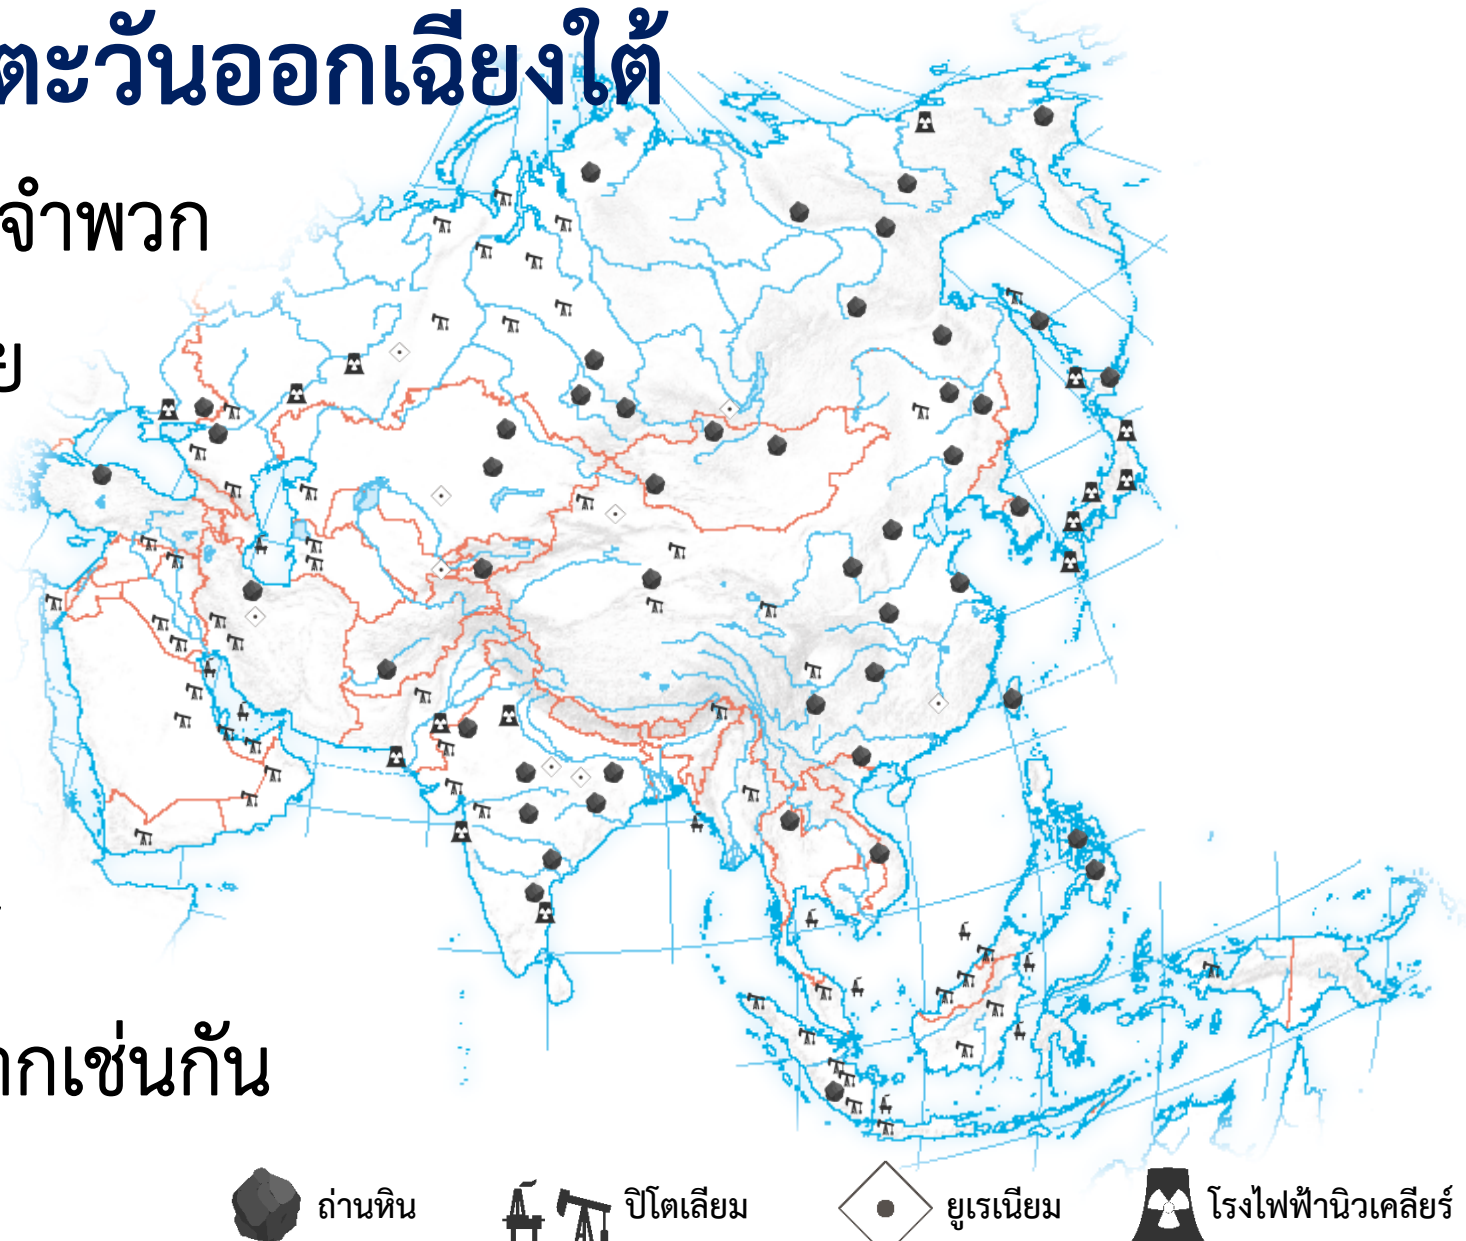 ตะวันออกเฉียงใต้
จำพวก
ย
ากเช่นกัน
ถ่านหิน
ปิโตเลียม
ยูเรเนียม
โรงไฟฟ้านิวเคลียร์